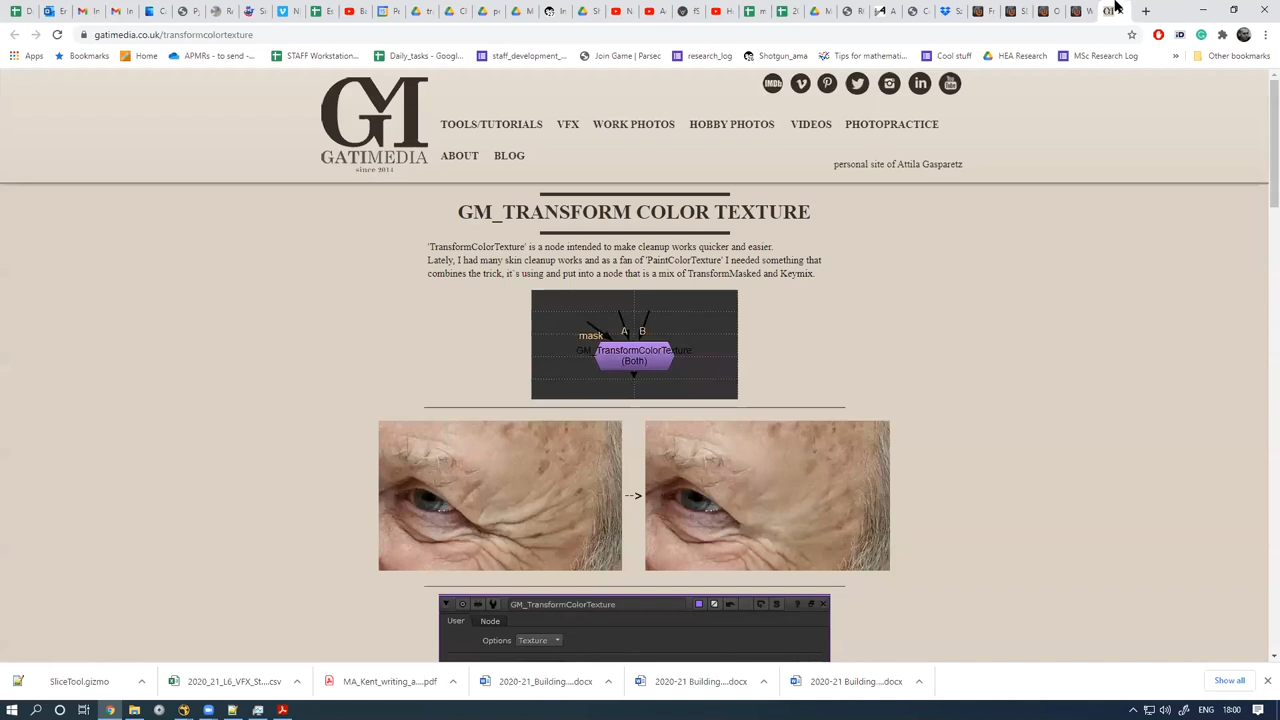 gatimedia.co.uk/transformcolortexture
Apps
Bookmarks
Home
APMRs - to request -...
STAFF Workstation...
Daily_tasks - Googl...
staff_development_...
Join Game | Parsec
research_log
Shotgun_ama
Tips for mathemati...
Cool stuff
HEA Research
MSc Research Log
»
Other bookmarks
GM
GATIMEDIA
since 2014
IMDb
You
Tube
TOOLS/TUTORIALS VFX WORK PHOTOS HOBBY PHOTOS VIDEOS PHOTOPRACTICE
ABOUT BLOG
personal site of Attila Gasparetz
GM_TRANSFORM COLOR TEXTURE
'TransformColorTexture' is a node intended to make cleanup works quicker and easier.
Lately, I had many skin cleanup works and as a fan of 'PaintColorTexture' I needed something that
combines the trick, it`s using and put into a node that is a mix of TransformMasked and Keymix.
mask A B
GM_TransformColorTexture
(Both)
-->
GM_TransformColorTexture
User Node
Options Texture
SliceTool.gizmo
2020_21_L6_VFX_St....csv
MA_Kent_writing_a....pdf
2020-21 Building....docx
2020-21 Building....docx
2020-21 Building....docx
Show all
ENG 18:00